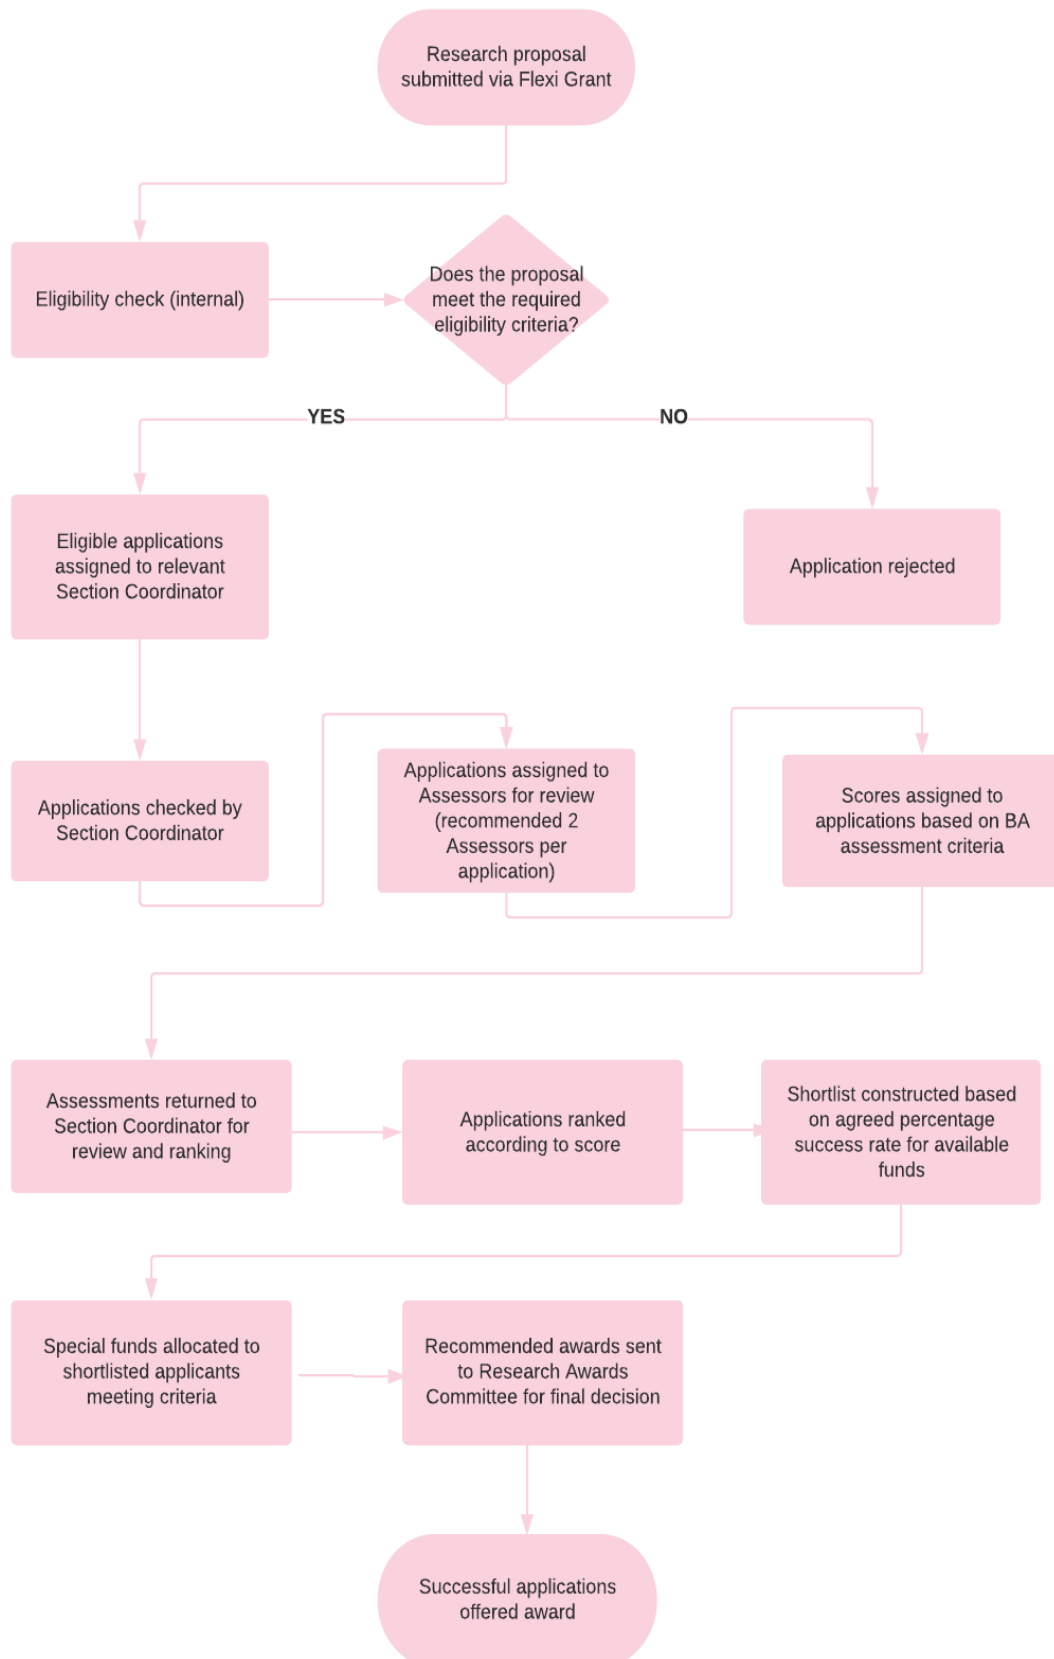 Research proposal
submitted via Flexi Grant
Eligibility check (internal)
Does the proposal
meet the required
eligibility criteria?
YES
NO
Eligible applications
assigned to relevant
Section Coordinator
Application rejected
Applications checked by
Section Coordinator
Applications assigned to
Assessors for review
(recommended 2
Assessors per
application)
Scores assigned to
applications based on BA
assessment criteria
Assessments returned to
Section Coordinator for
review and ranking
Applications ranked
according to score
Shortlist constructed based
on agreed percentage
success rate for available
funds
Special funds allocated to
shortlisted applicants
meeting criteria
Recommended awards sent
to Research Awards
Committee for final decision
Successful applications
offered award